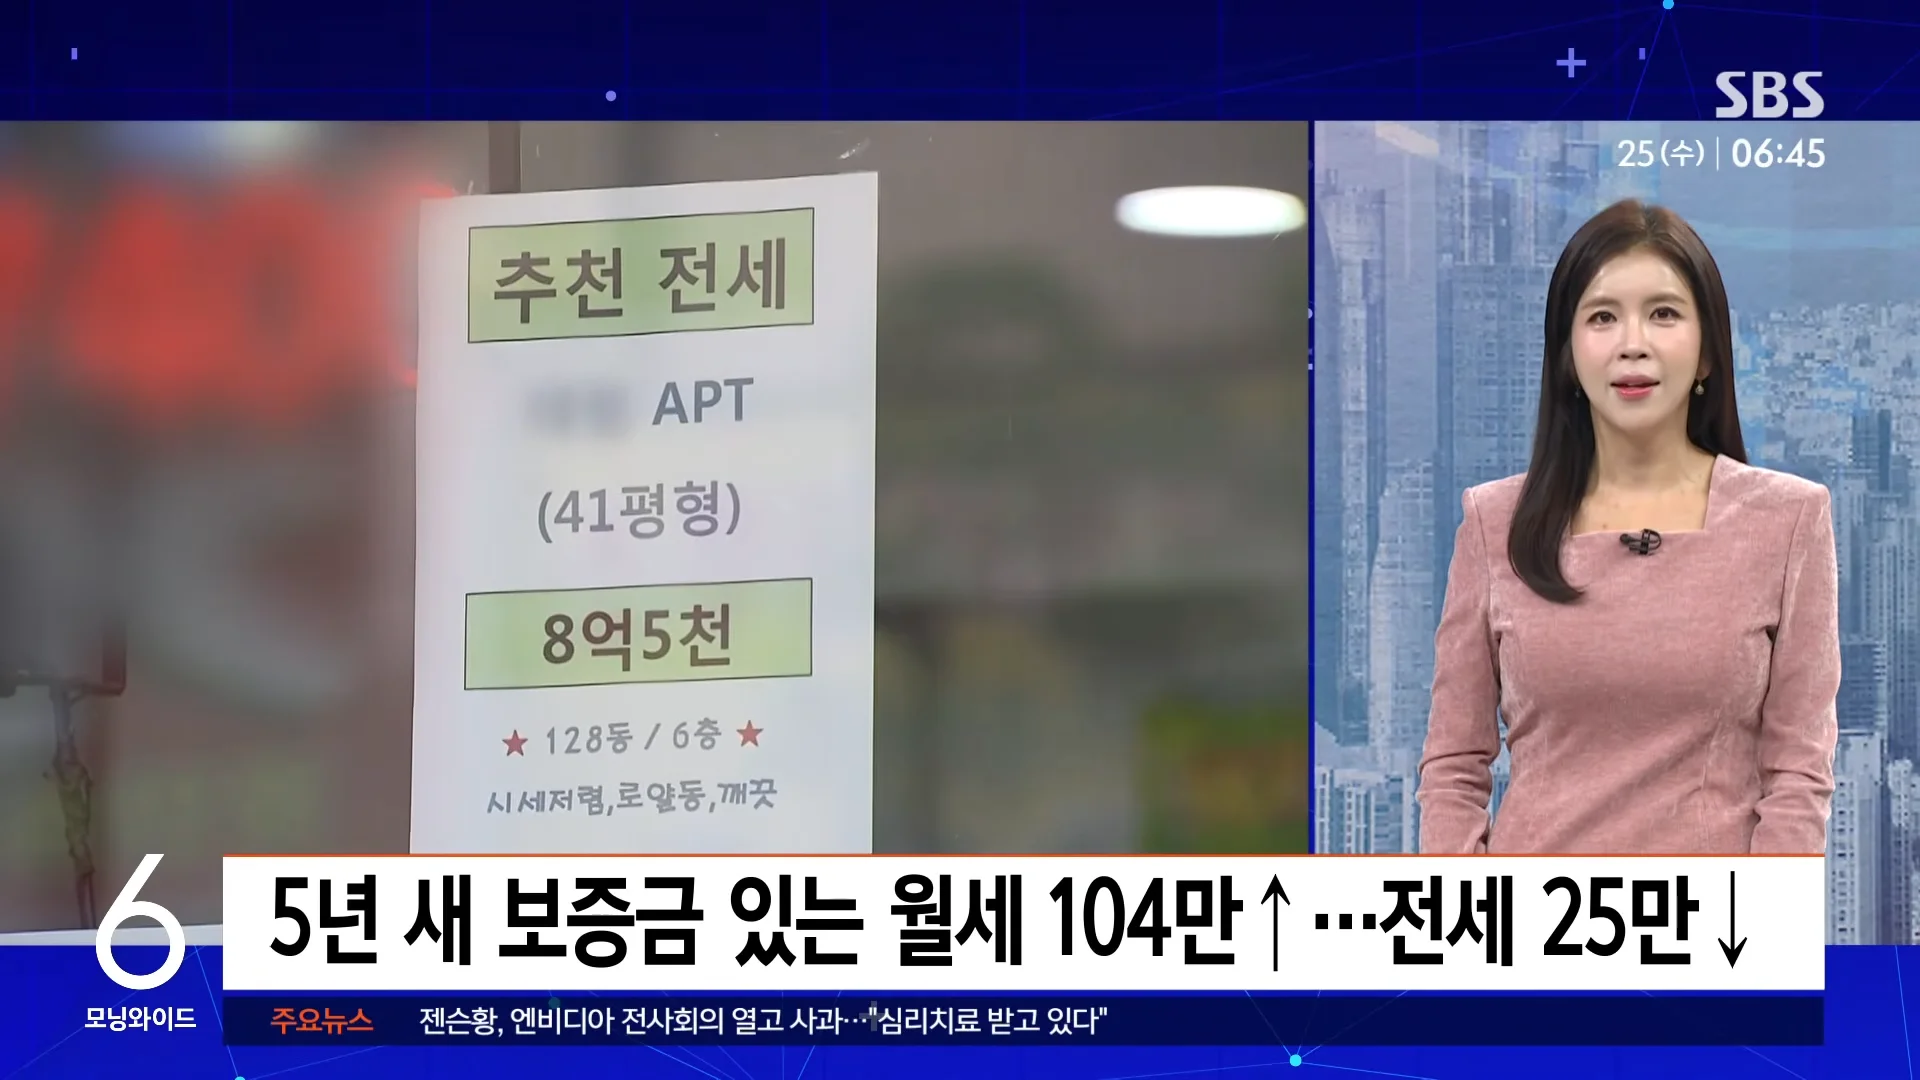 SBS
25(수) | 06:45
추천 전세
APT
(41평형)
8억5천
★ 128동 / 6층 ★
시세저렴,로얄동,깨끗
5년 새 보증금 있는 월세 104만↑…전세 25만↓
6
모닝와이드
주요뉴스 젠슨황, 엔비디아 전사회의 열고 사과…"심리치료 받고 있다"